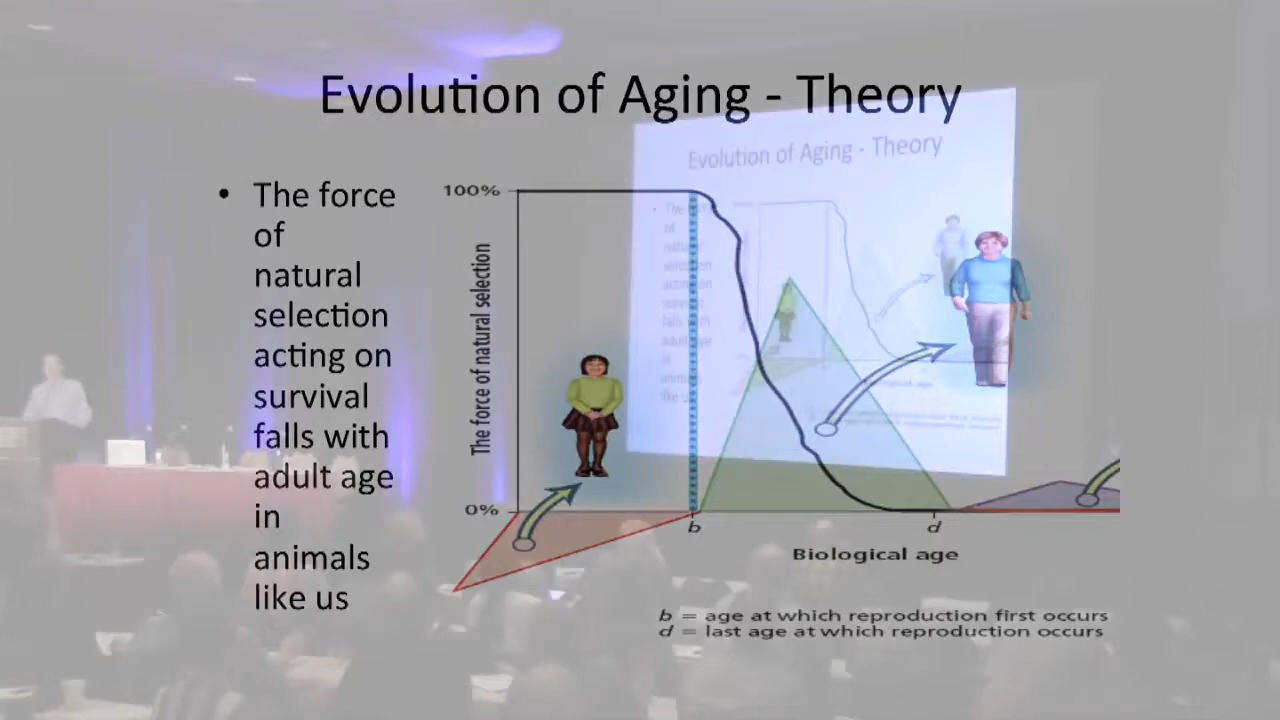 Evolution of Aging - Theory
Evolution of Aging - Theory
• The force
of
natural
selection
acting on
survival
falls with
adult age
in
animals
like us
100%
The force of natural selection
0%
b
d
Biological age
b = age at which reproduction first occurs
d = last age at which reproduction occurs